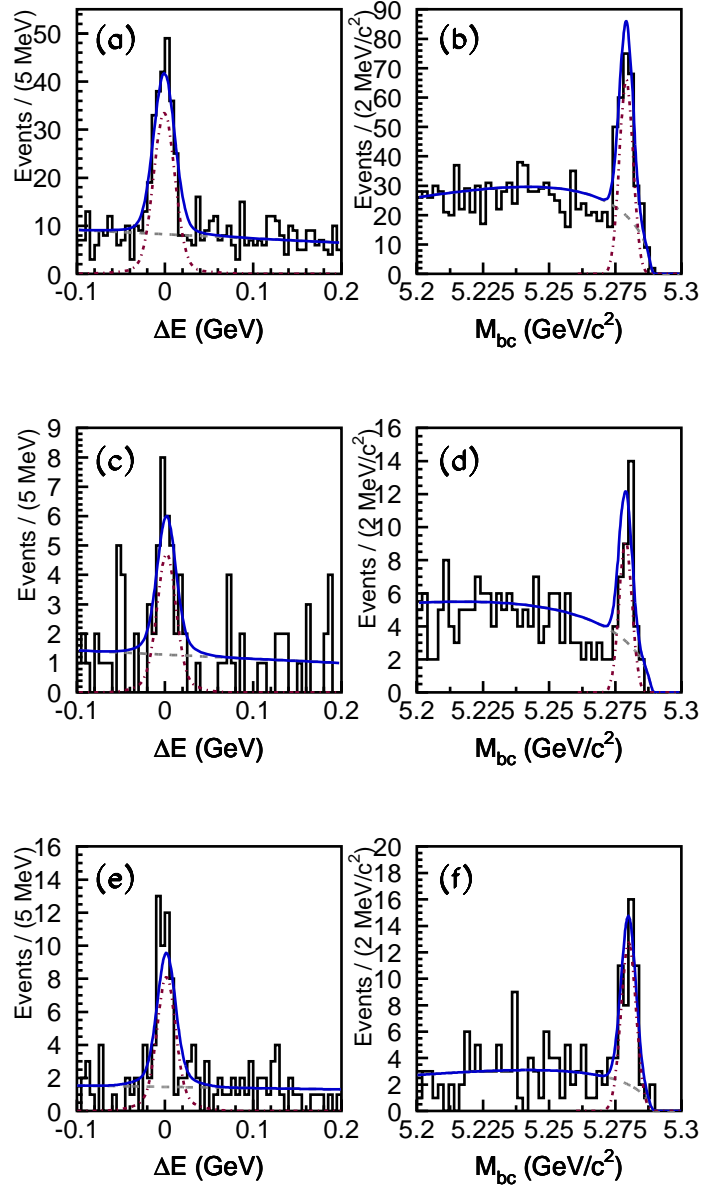 (a)
Events / (5 MeV)
50
40
30
20
10
0
-0.1 0 0.1 0.2
ΔE (GeV)
(b)
Events / (2 MeV/c²)
90
80
70
60
50
40
30
20
10
0
5.2 5.225 5.25 5.275 5.3
M_bc (GeV/c²)
(c)
Events / (5 MeV)
9
8
7
6
5
4
3
2
1
0
-0.1 0 0.1 0.2
ΔE (GeV)
(d)
Events / (2 MeV/c²)
16
14
12
10
8
6
4
2
0
5.2 5.225 5.25 5.275 5.3
M_bc (GeV/c²)
(e)
Events / (5 MeV)
16
14
12
10
8
6
4
2
0
-0.1 0 0.1 0.2
ΔE (GeV)
(f)
Events / (2 MeV/c²)
20
18
16
14
12
10
8
6
4
2
0
5.2 5.225 5.25 5.275 5.3
M_bc (GeV/c²)